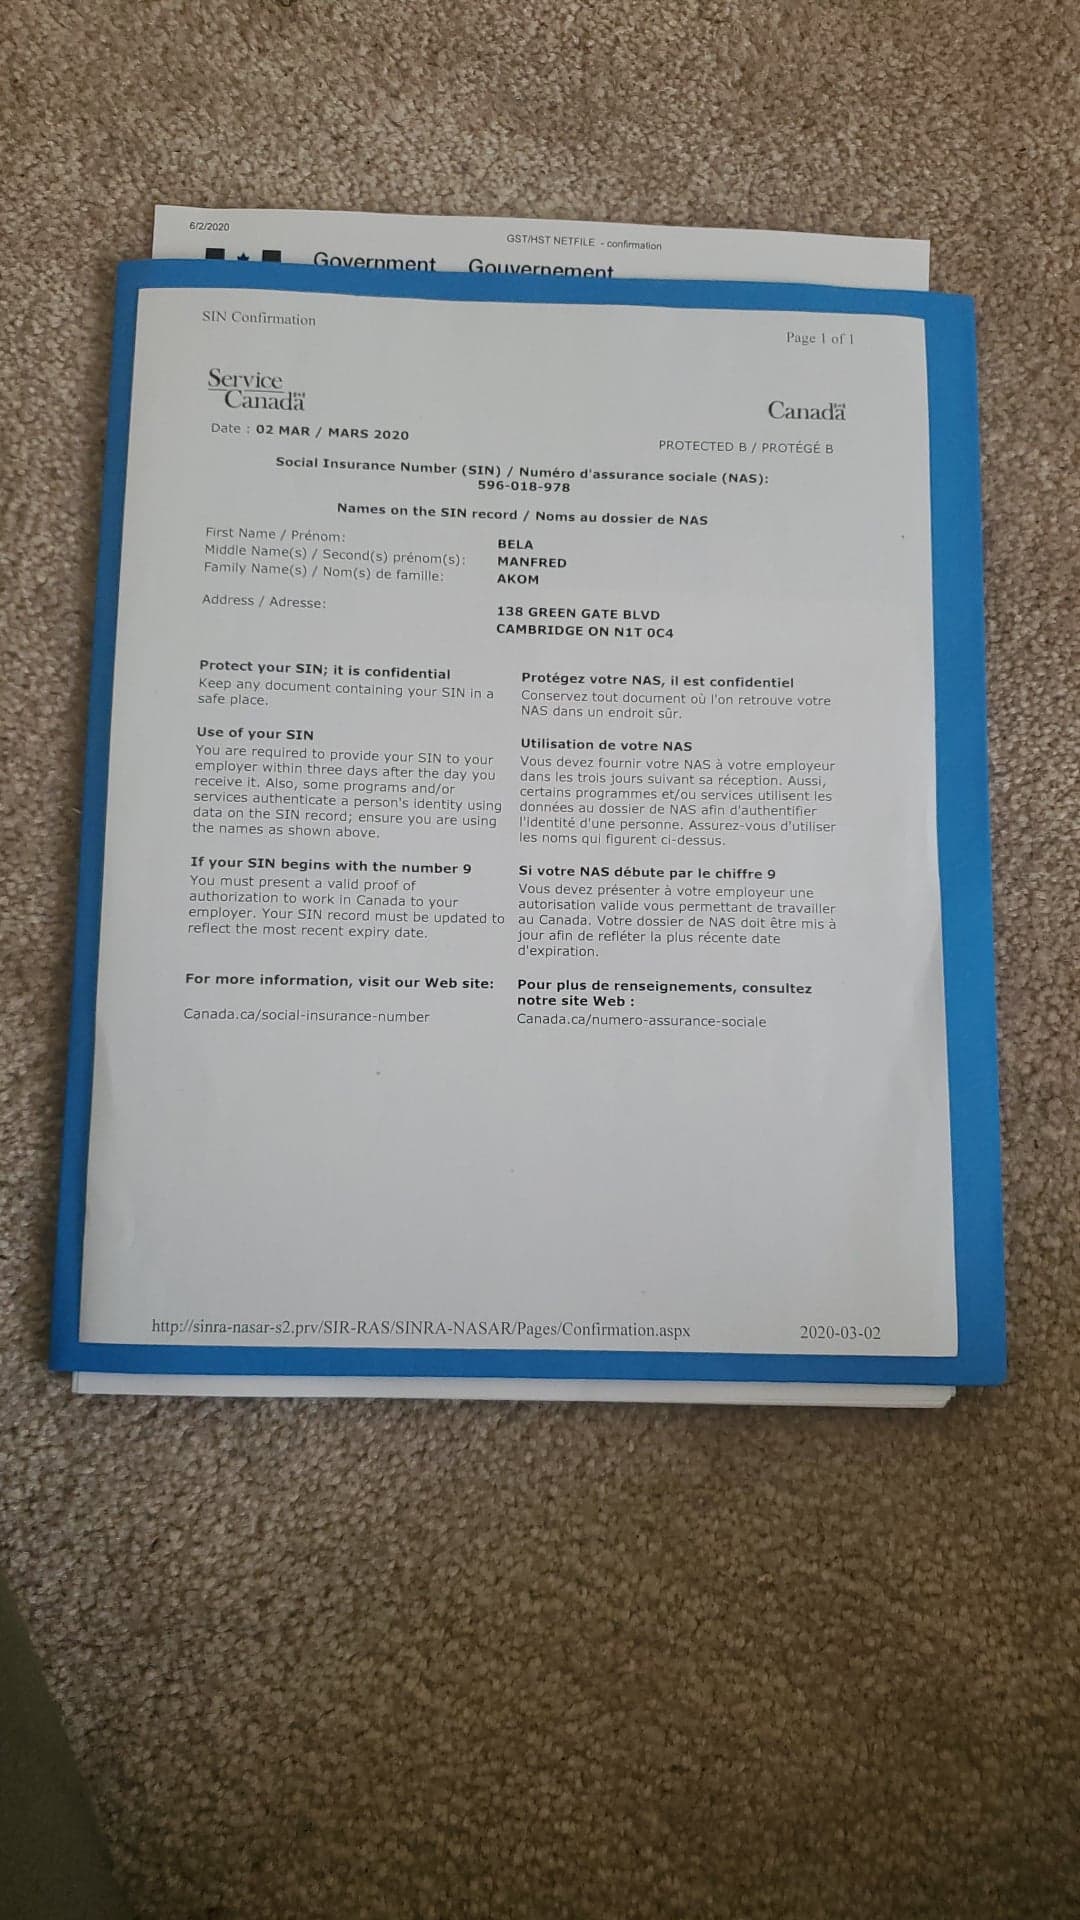 6/2/2020
GST/HST NETFILE - confirmation
Government Gouvernement
SIN Confirmation
Page 1 of 1
Service
Canada
Canada
Date : 02 MAR / MARS 2020
PROTECTED B / PROTÉGÉ B
Social Insurance Number (SIN) / Numéro d'assurance sociale (NAS):
596-018-978
Names on the SIN record / Noms au dossier de NAS
First Name / Prénom: BELA
Middle Name(s) / Second(s) prénom(s): MANFRED
Family Name(s) / Nom(s) de famille: AKOM
Address / Adresse: 138 GREEN GATE BLVD
CAMBRIDGE ON N1T 0C4
Protect your SIN; it is confidential
Keep any document containing your SIN in a
safe place.
Protégez votre NAS, il est confidentiel
Conservez tout document où l'on retrouve votre
NAS dans un endroit sûr.
Use of your SIN
You are required to provide your SIN to your
employer within three days after the day you
receive it. Also, some programs and/or
services authenticate a person's identity using
data on the SIN record; ensure you are using
the names as shown above.
Utilisation de votre NAS
Vous devez fournir votre NAS à votre employeur
dans les trois jours suivant sa réception. Aussi,
certains programmes et/ou services utilisent les
données au dossier de NAS afin d'authentifier
l'identité d'une personne. Assurez-vous d'utiliser
les noms qui figurent ci-dessus.
If your SIN begins with the number 9
You must present a valid proof of
authorization to work in Canada to your
employer. Your SIN record must be updated to
reflect the most recent expiry date.
Si votre NAS débute par le chiffre 9
Vous devez présenter à votre employeur une
autorisation valide vous permettant de travailler
au Canada. Votre dossier de NAS doit être mis à
jour afin de refléter la plus récente date
d'expiration.
For more information, visit our Web site:
Canada.ca/social-insurance-number
Pour plus de renseignements, consultez
notre site Web :
Canada.ca/numero-assurance-sociale
http://sinra-nasar-s2.prv/SIR-RAS/SINRA-NASAR/Pages/Confirmation.aspx
2020-03-02